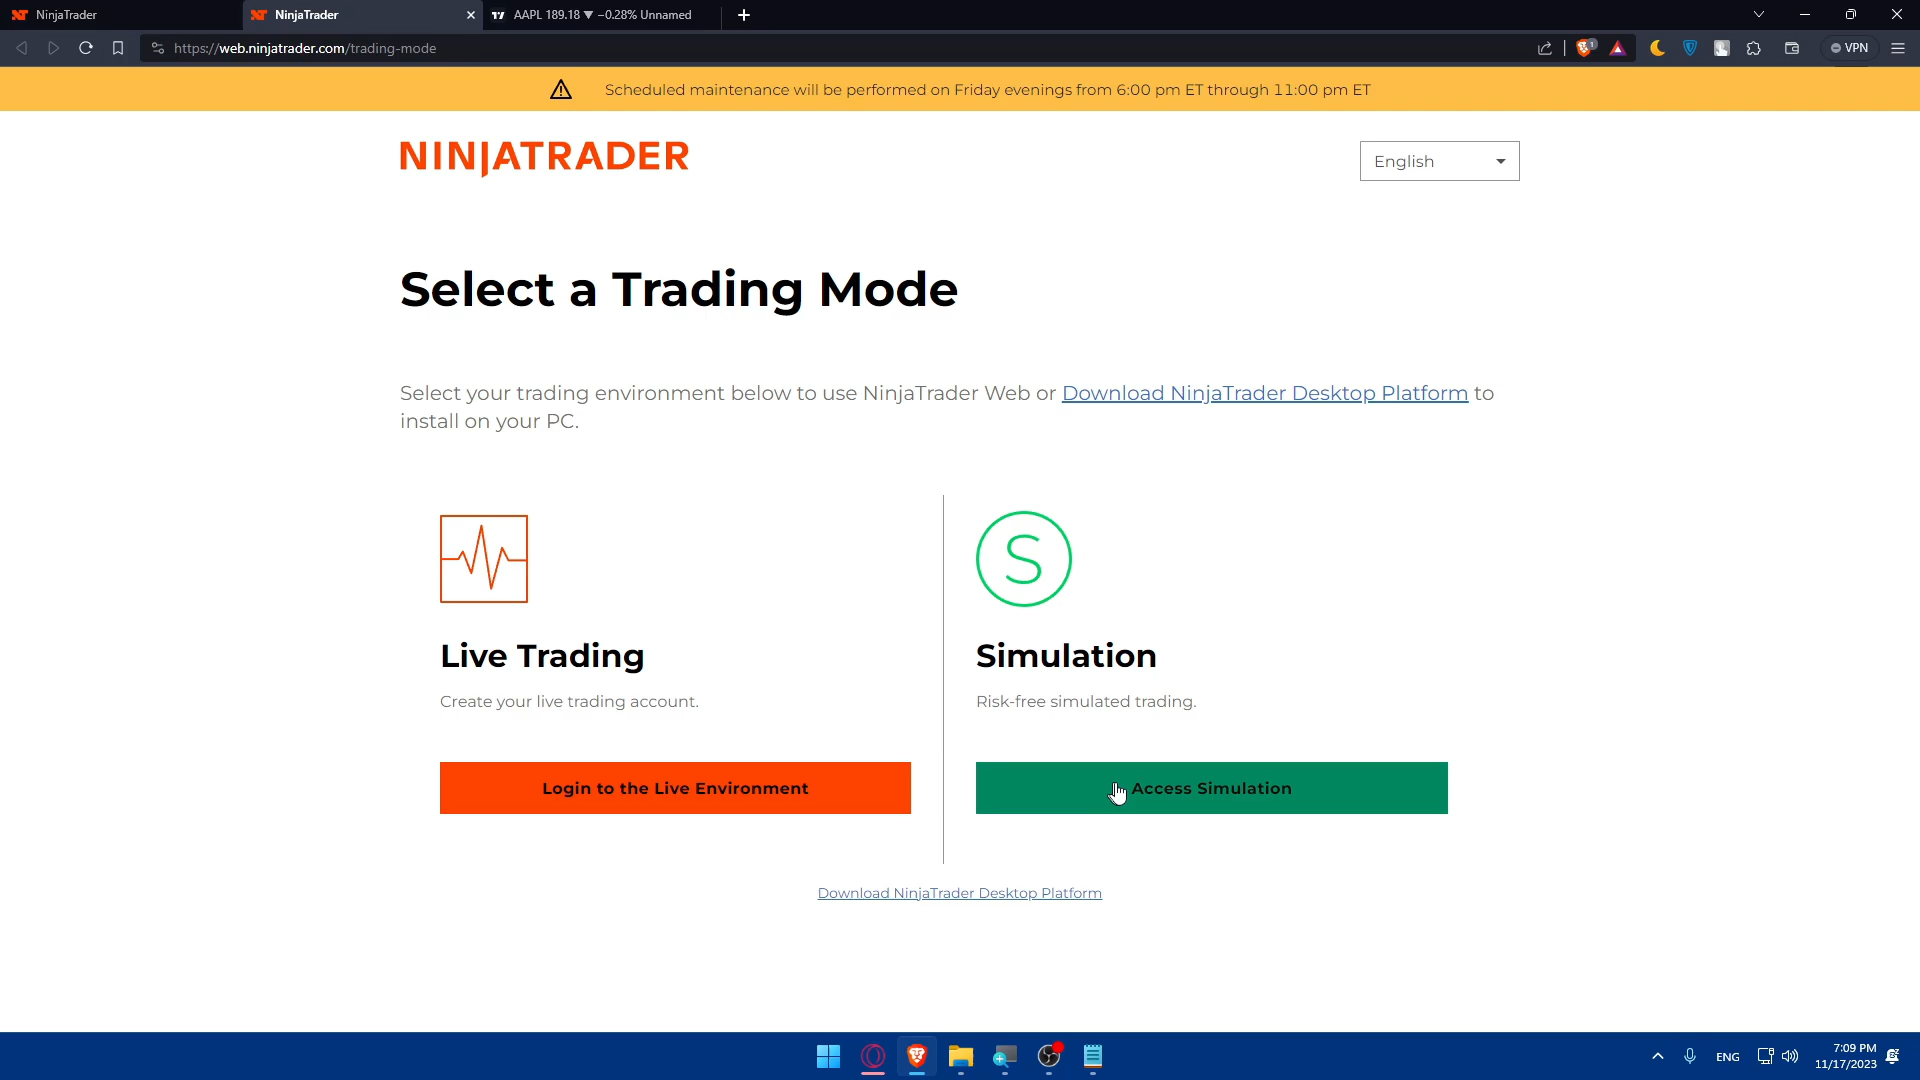 NinjaTrader
NinjaTrader
AAPL 189.18 ▼ −0.28% Unnamed
https://web.ninjatrader.com/trading-mode
1
VPN
Scheduled maintenance will be performed on Friday evenings from 6:00 pm ET through 11:00 pm ET
NINJATRADER
English
Select a Trading Mode
Select your trading environment below to use NinjaTrader Web or Download NinjaTrader Desktop Platform to
install on your PC.
S
Live Trading
Simulation
Create your live trading account.
Risk-free simulated trading.
Login to the Live Environment
Access Simulation
Download NinjaTrader Desktop Platform
ENG
7:09 PM
11/17/2023